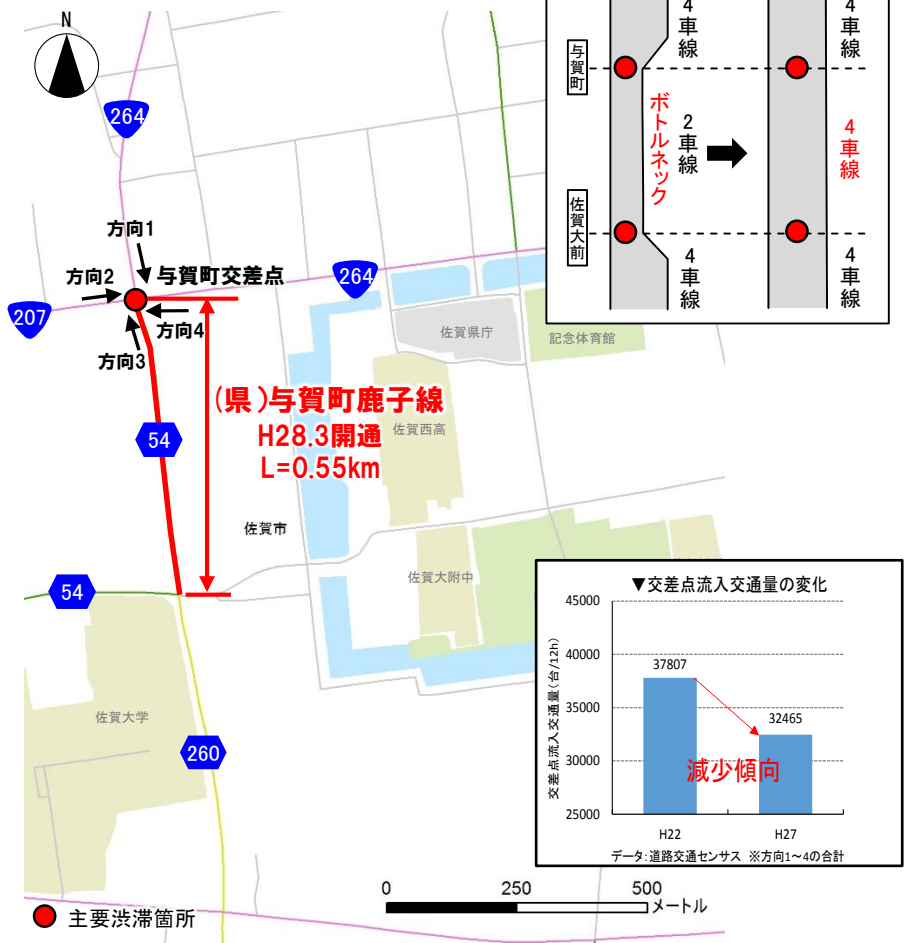 N
264
方向1
方向2
与賀町交差点
264
207
方向3
方向4
(県)与賀町鹿子線
H28.3開通
L=0.55km
54
佐賀県庁
記念体育館
佐賀西高
佐賀市
佐賀大附中
54
佐賀大学
260
0
250
500
メートル
主要渋滞箇所
4車線
4車線
与賀町
ボトルネック
2車線
4車線
佐賀大前
4車線
4車線
▼交差点流入交通量の変化
交差点流入交通量(台/12h)
45000
40000
35000
30000
25000
37807
32465
減少傾向
H22
H27
データ:道路交通センサス ※方向1~4の合計